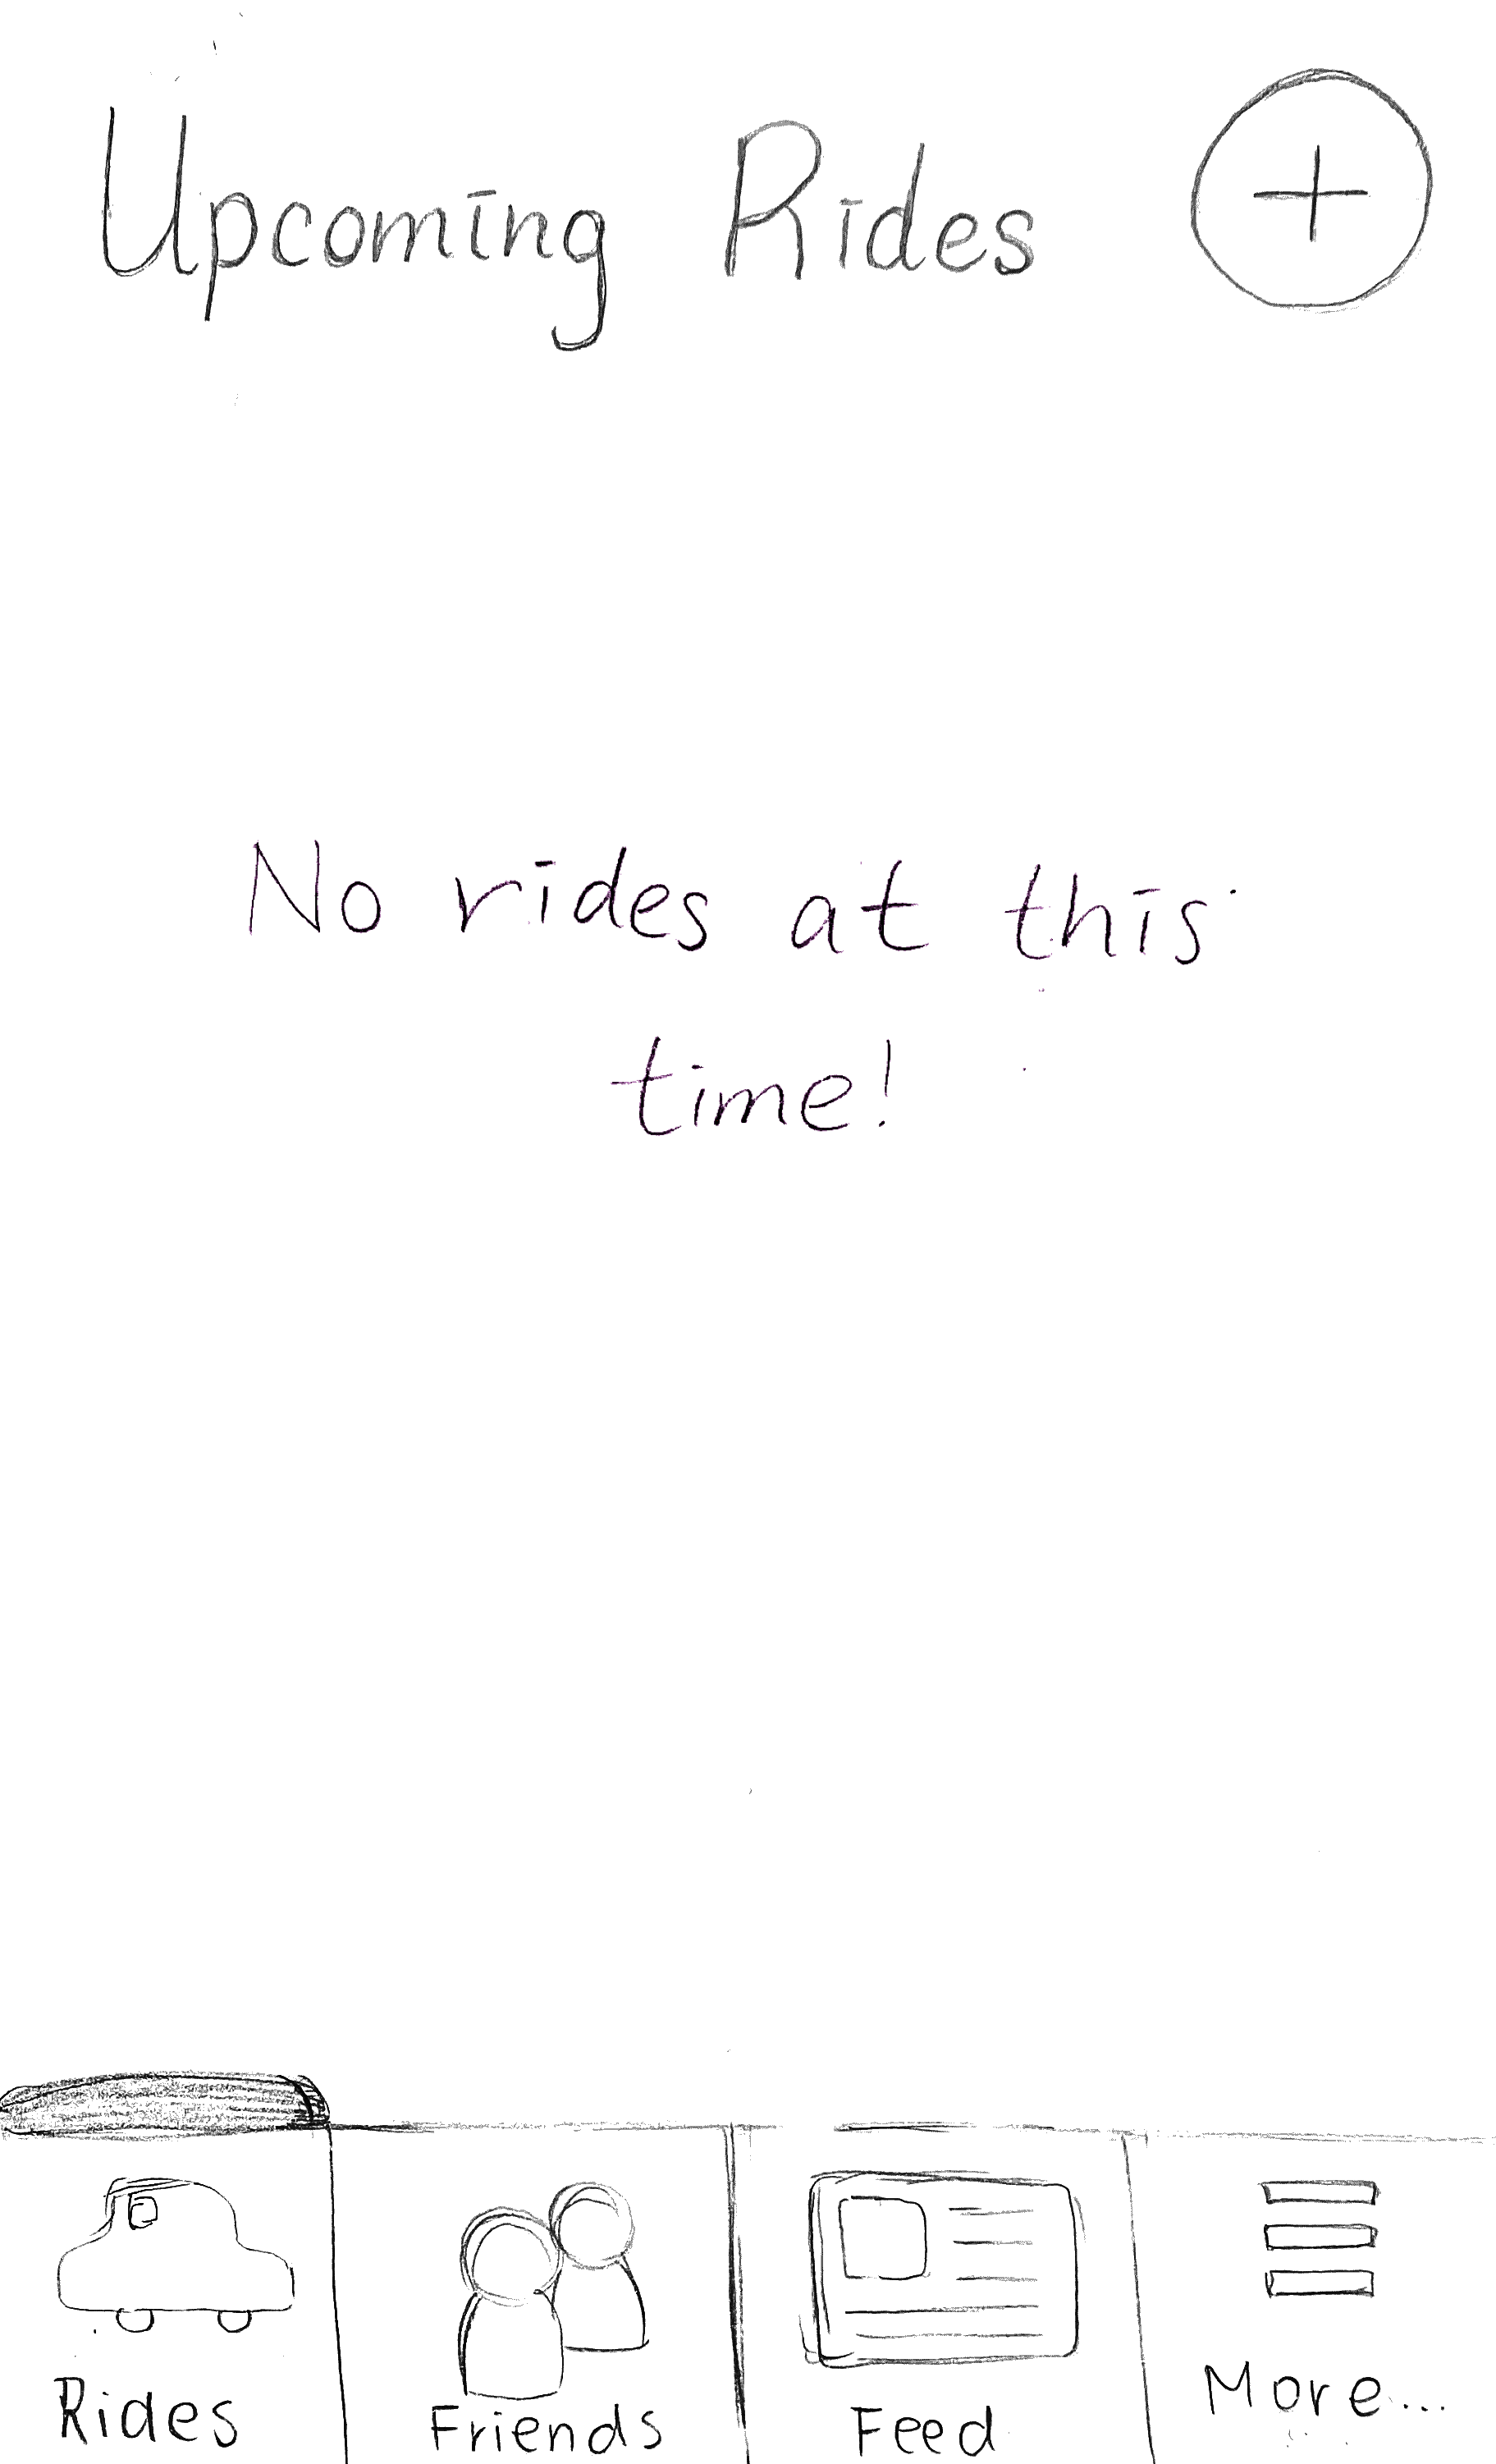 Upcoming Rides
No rides at this
time!
Rides
Friends
Feed
More...